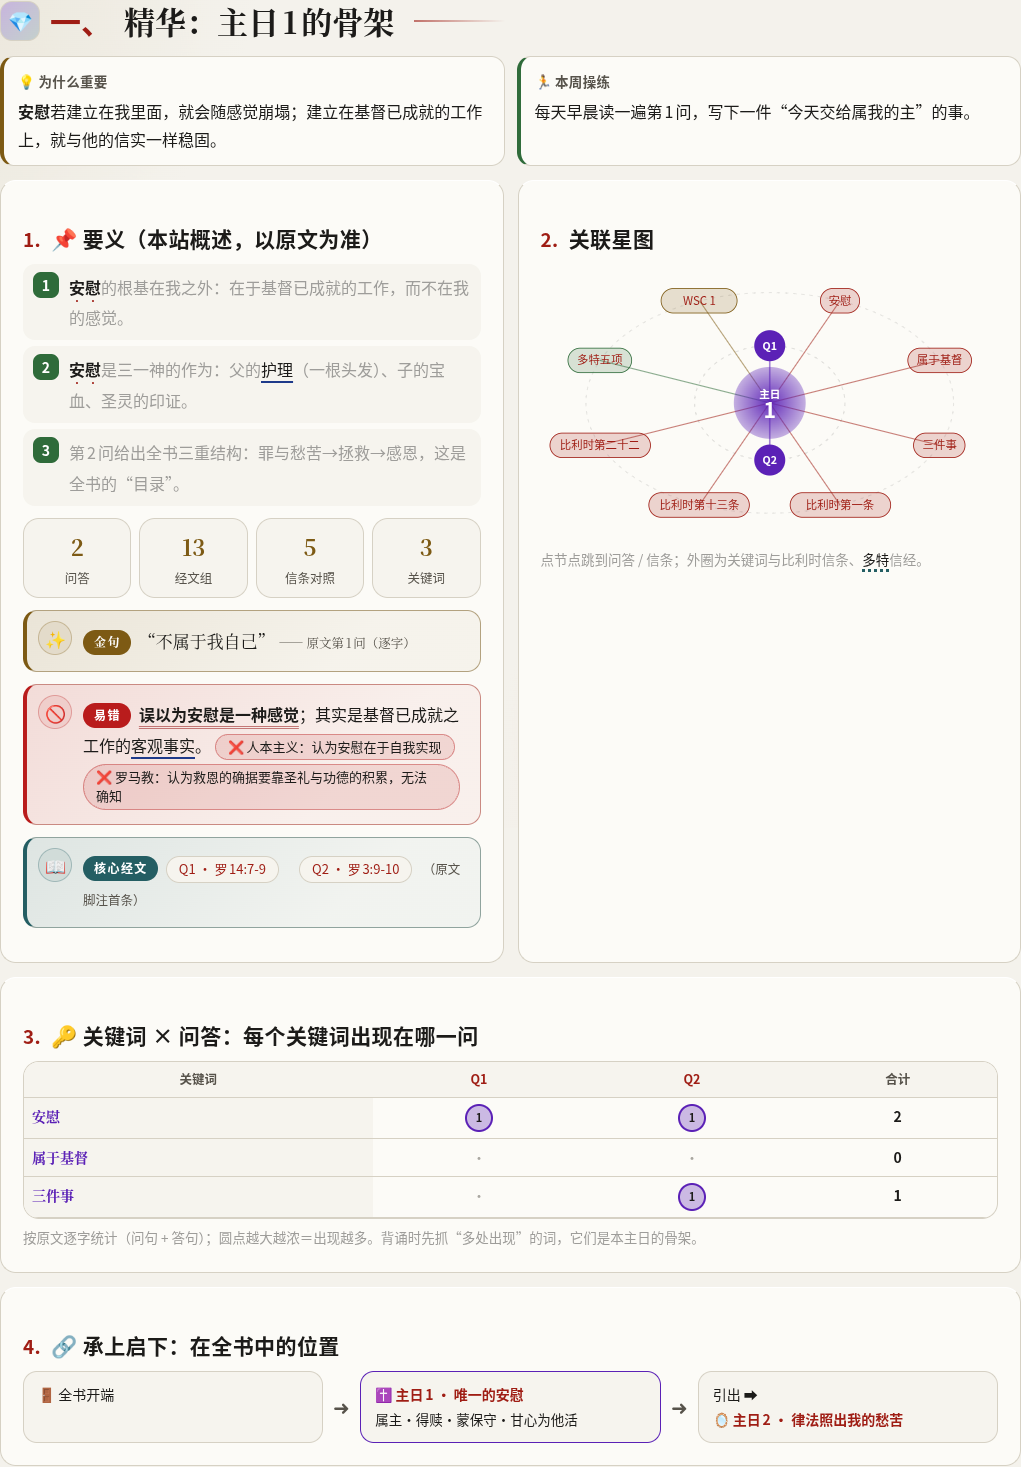 一、 精华：主日1的骨架
为什么重要
安慰若建立在我里面，就会随感觉崩塌；建立在基督已成就的工作
上，就与他的信实一样稳固。
本周操练
每天早晨读一遍第1问，写下一件“今天交给属我的主”的事。
1. 要义（本站概述，以原文为准）
1
安慰的根基在我之外：在于基督已成就的工作，而不在我
的感觉。
2
安慰是三一神的作为：父的护理（一根头发）、子的宝
血、圣灵的印证。
3
第2问给出全书三重结构：罪与愁苦→拯救→感恩，这是
全书的“目录”。
2
问答
13
经文组
5
信条对照
3
关键词
金句 “不属于我自己” —— 原文第1问（逐字）
易错 误以为安慰是一种感觉；其实是基督已成就之
工作的客观事实。 ❌ 人本主义：认为安慰在于自我实现
❌ 罗马教：认为救恩的确据要靠圣礼与功德的积累，无法
确知
核心经文 Q1 · 罗14:7-9 Q2 · 罗3:9-10 （原文
脚注首条）
2. 关联星图
WSC 1
安慰
Q1
多特五项
属于基督
主日
1
比利时第二十二
三件事
Q2
比利时第十三条
比利时第一条
点节点跳到问答 / 信条；外圈为关键词与比利时信条、多特信经。
3. 关键词 × 问答：每个关键词出现在哪一问
关键词 Q1 Q2 合计
安慰 1 1 2
属于基督 · · 0
三件事 · 1 1
按原文逐字统计（问句 + 答句）；圆点越大越浓＝出现越多。背诵时先抓“多处出现”的词，它们是本主日的骨架。
4. 承上启下：在全书中的位置
全书开端
➜
主日1 · 唯一的安慰
属主·得赎·蒙保守·甘心为他活
➜
引出 ➡
主日2 · 律法照出我的愁苦